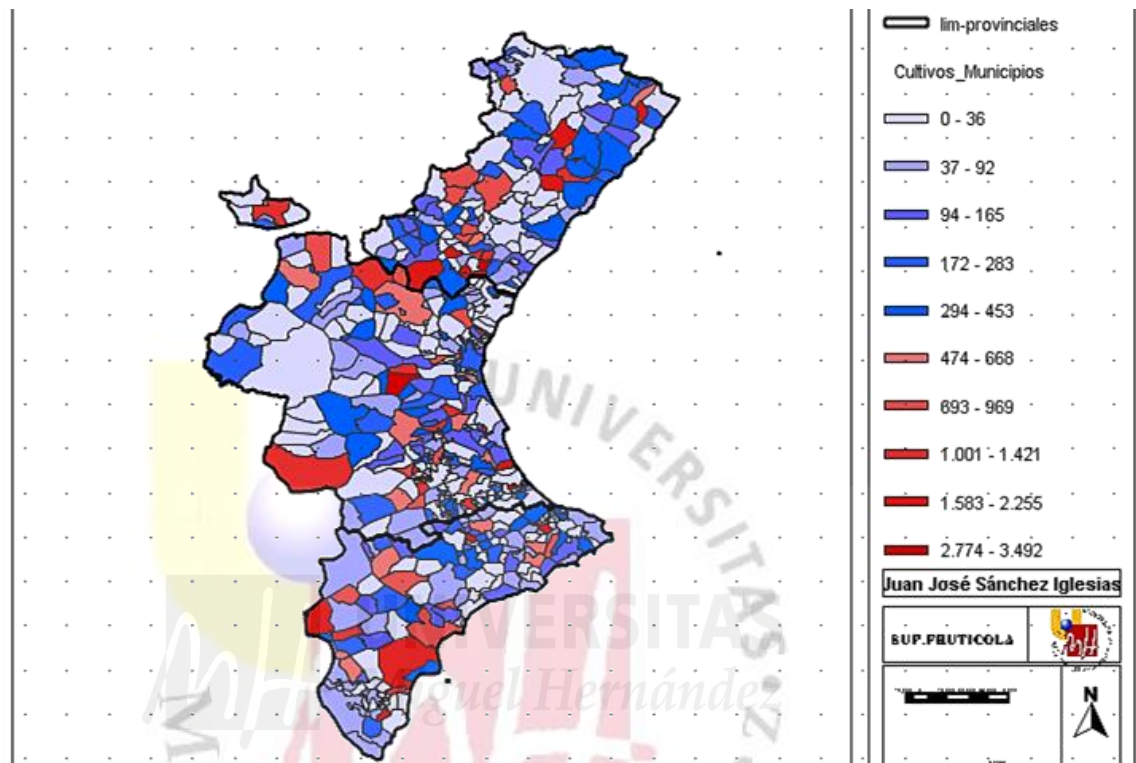 lim-provinciales
Cultivos_Municipios
0 - 36
37 - 92
94 - 165
172 - 283
294 - 453
474 - 668
693 - 969
1.001 - 1.421
1.583 - 2.255
2.774 - 3.492
Juan José Sánchez Iglesias
SUP.FRUTICOLA
N
UNIVERSITAS
UNIVERSITAS
Miguel Hernández